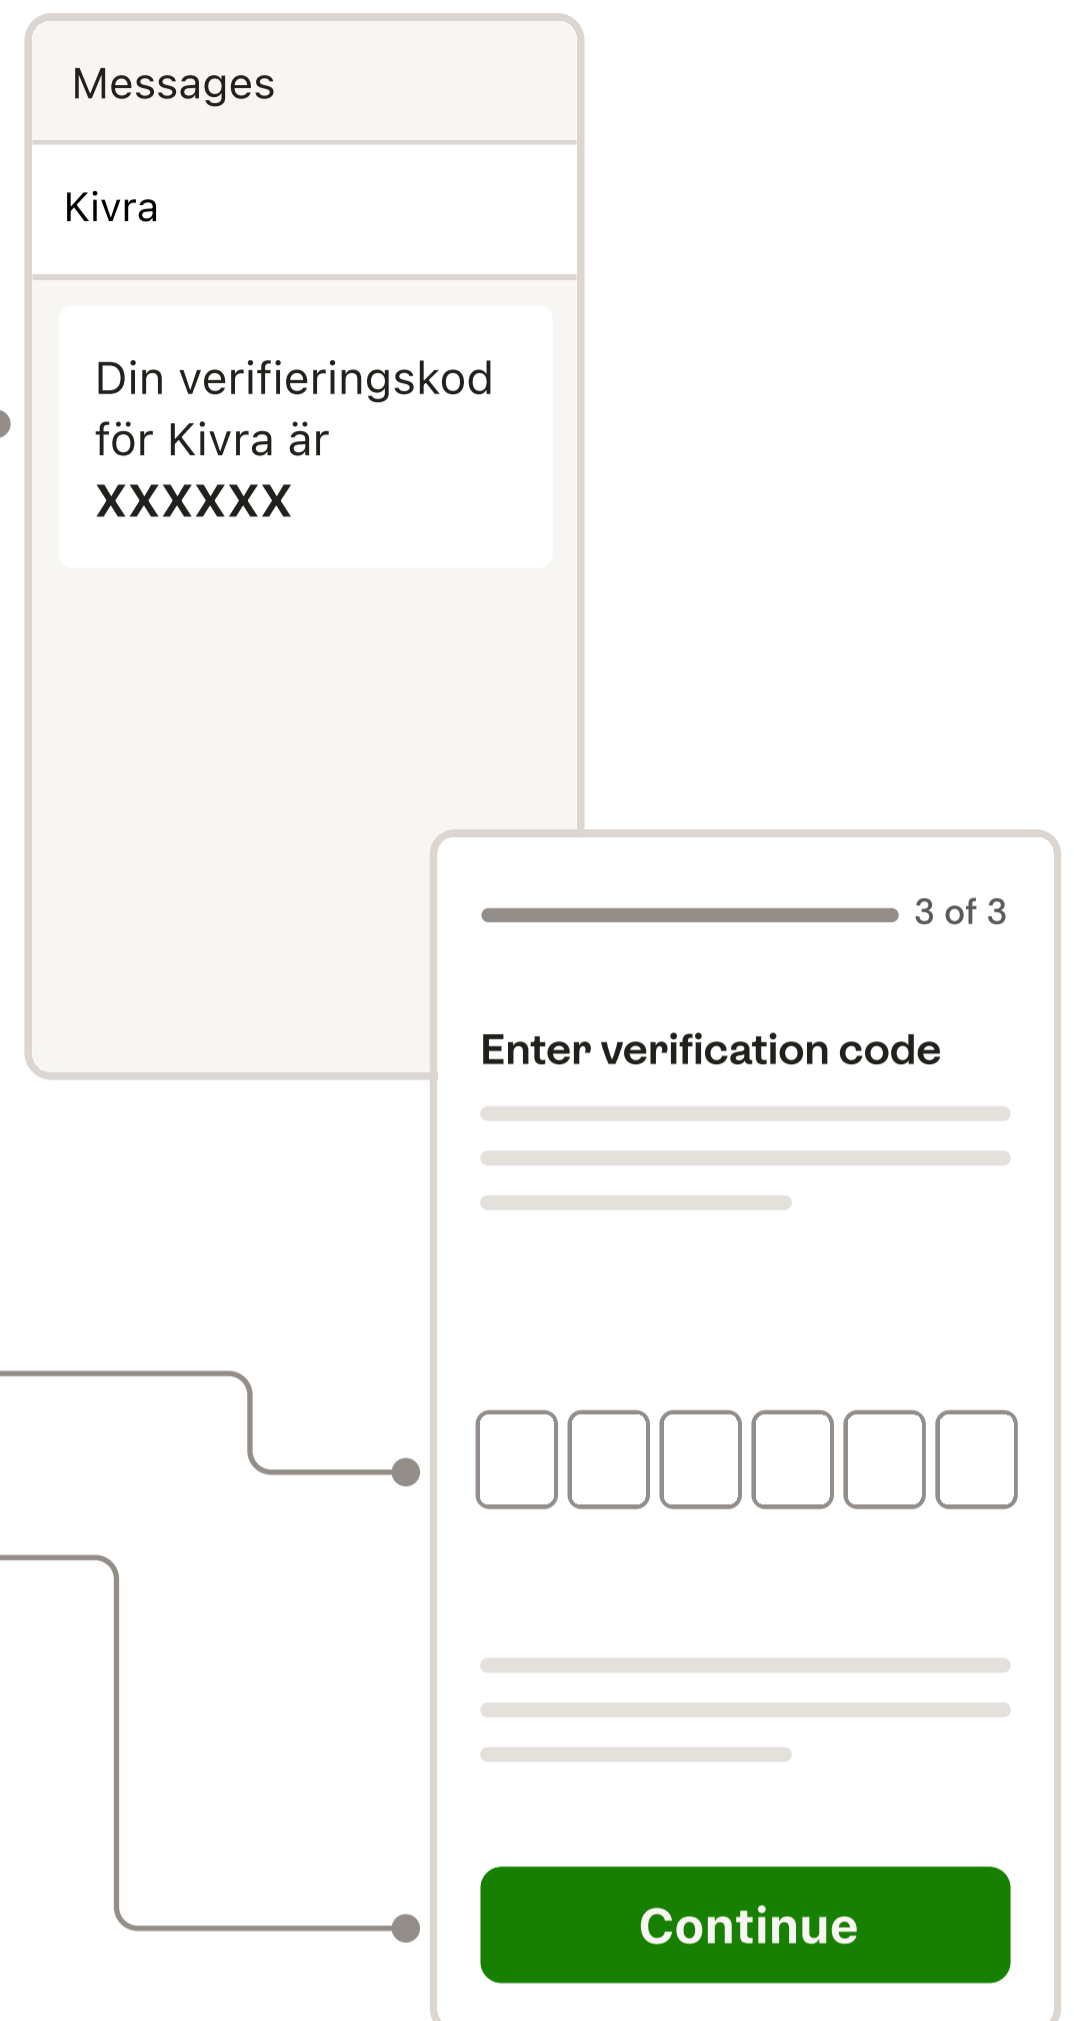 Messages
Kivra
Din verifieringskod
för Kivra är
XXXXXX
3 of 3
Enter verification code
Continue